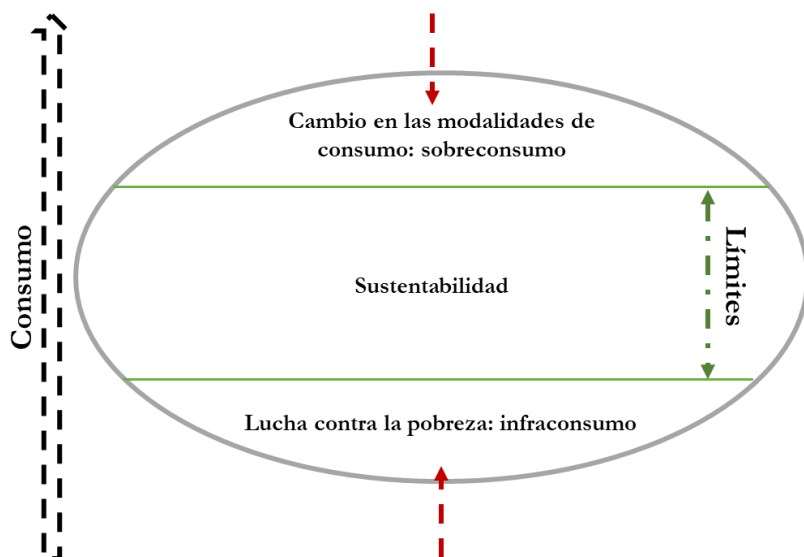 Cambio en las modalidades de
consumo: sobreconsumo
Consumo
Sustentabilidad
Límites
Lucha contra la pobreza: infraconsumo